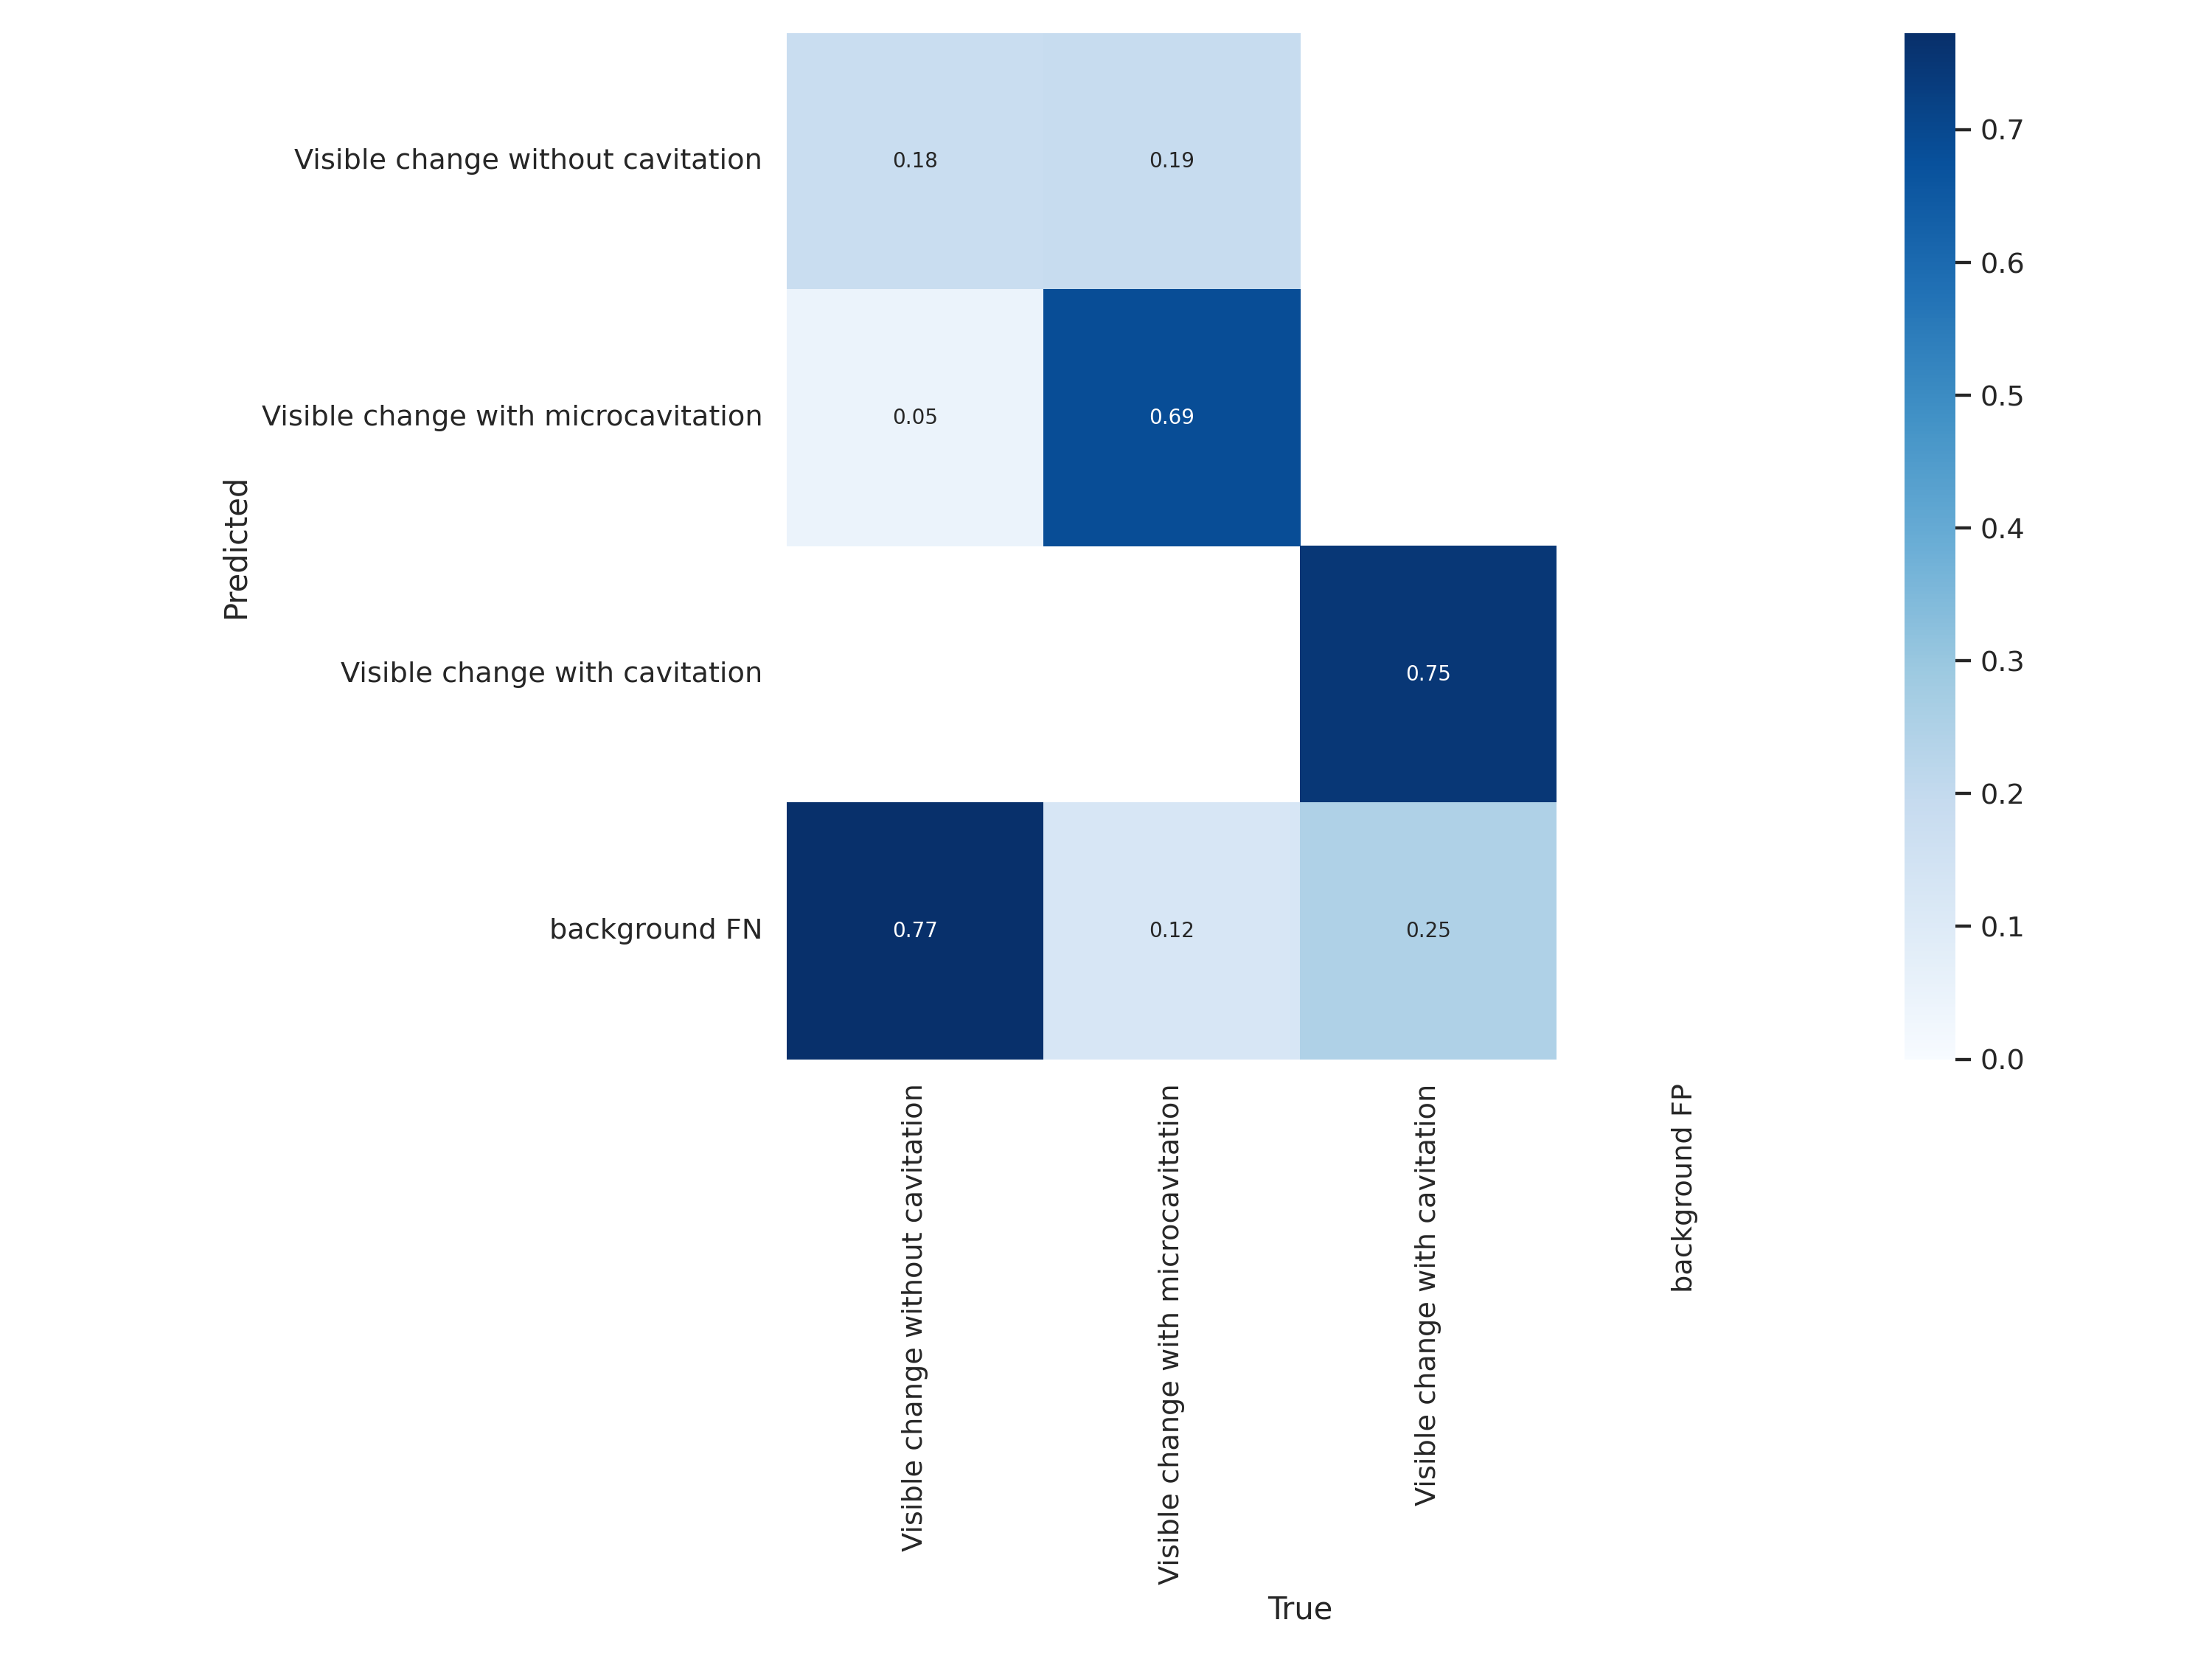 Visible change without cavitation
0.18
0.19
Visible change with microcavitation
0.05
0.69
Visible change with cavitation
0.75
background FN
0.77
0.12
0.25
Predicted
Visible change without cavitation
Visible change with microcavitation
Visible change with cavitation
background FP
True
0.7
0.6
0.5
0.4
0.3
0.2
0.1
0.0